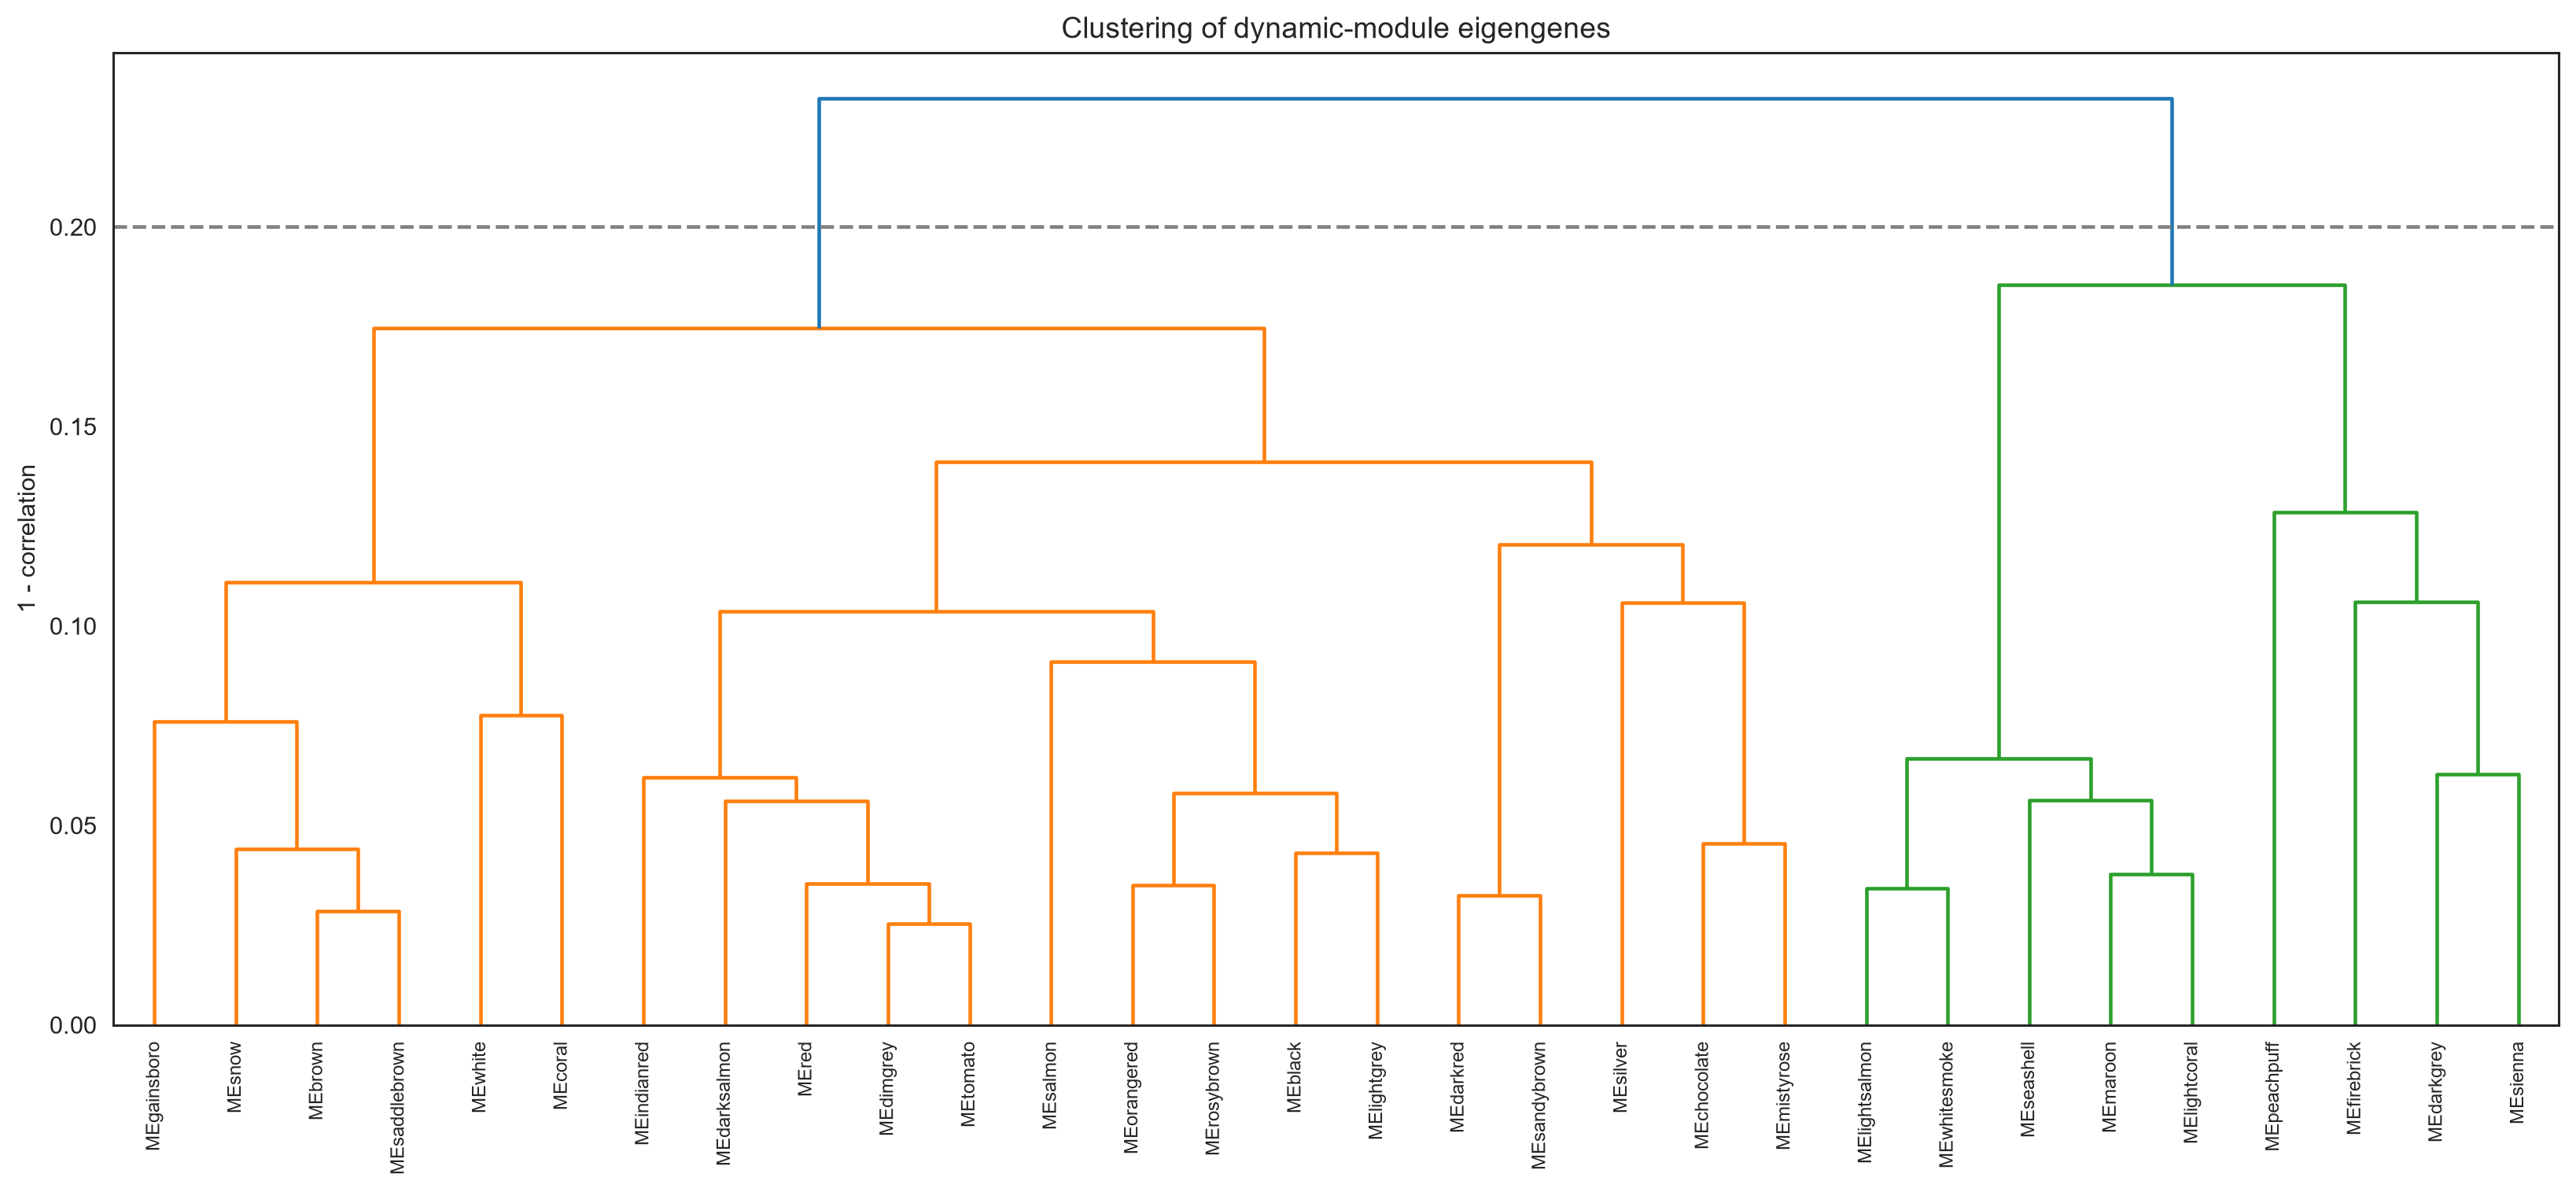 Clustering of dynamic-module eigengenes
1 - correlation
0.20
0.15
0.10
0.05
0.00
MEgainsboro
MEsnow
MEbrown
MEsaddlebrown
MEwhite
MEcoral
MEindianred
MEdarksalmon
MEred
MEdimgrey
MEtomato
MEsalmon
MEorangered
MErosybrown
MEblack
MElightgrey
MEdarkred
MEsandybrown
MEsilver
MEchocolate
MEmistyrose
MElightsalmon
MEwhitesmoke
MEseashell
MEmaroon
MElightcoral
MEpeachpuff
MEfirebrick
MEdarkgrey
MEsienna